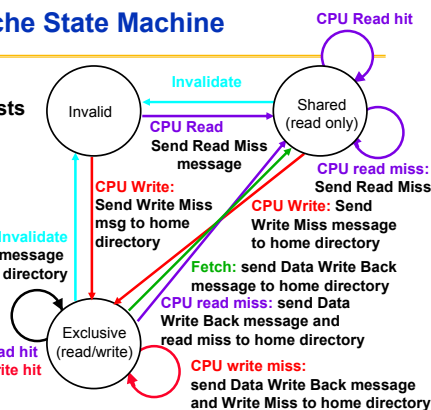 che State Machine
CPU Read hit
Invalidate
sts
Invalid
Shared
(read only)
CPU Read
Send Read Miss
message
CPU read miss:
Send Read Miss
CPU Write:
Send Write Miss
msg to home
directory
CPU Write: Send
Write Miss message
to home directory
Invalidate
message
directory
Fetch: send Data Write Back
message to home directory
CPU read miss: send Data
Write Back message and
read miss to home directory
ad hit
ite hit
Exclusive
(read/write)
CPU write miss:
send Data Write Back message
and Write Miss to home directory